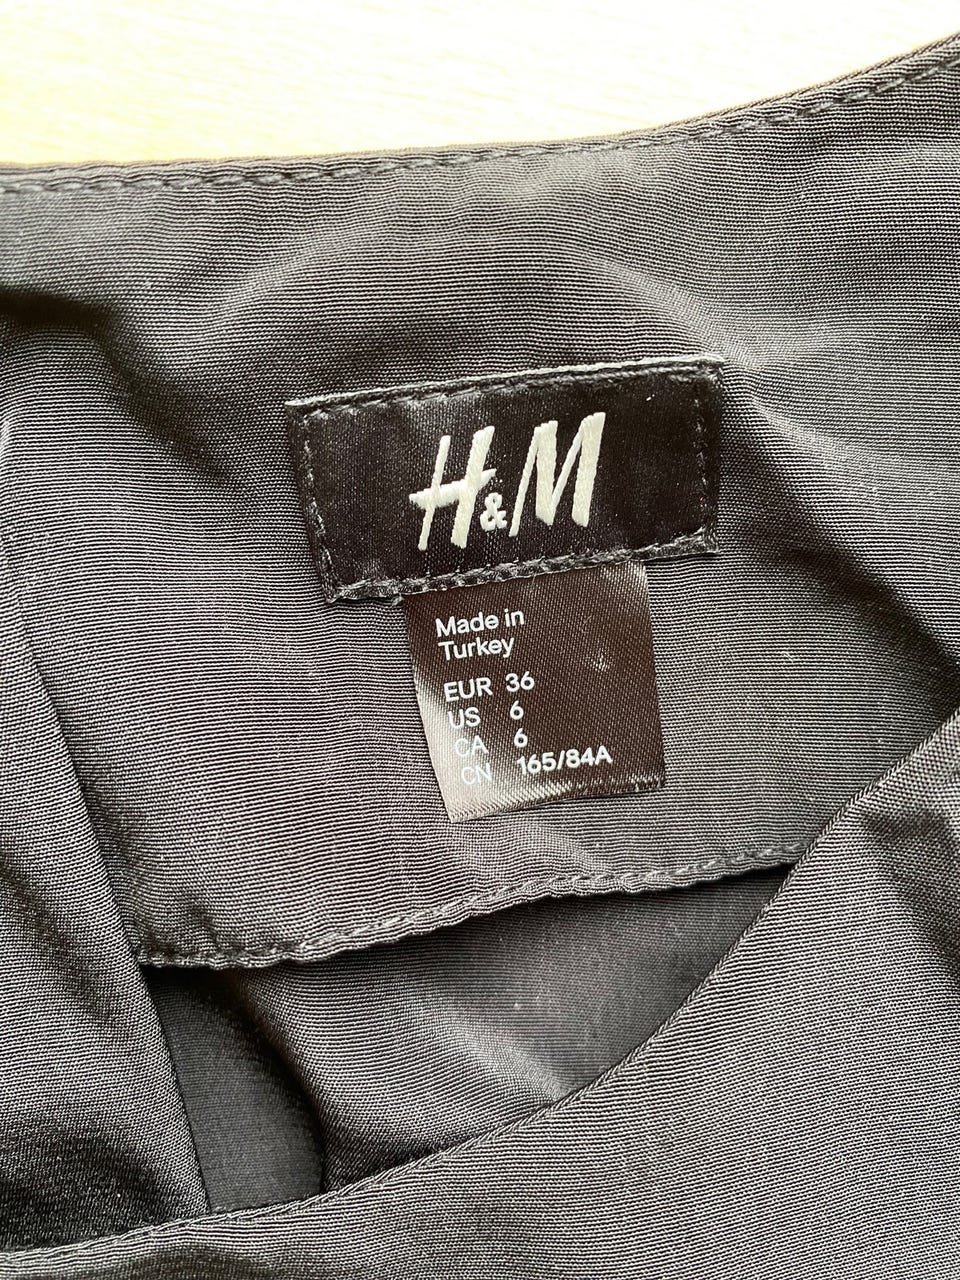 H&M
Made in
Turkey
EUR 36
US 6
CA 6
CN 165/84A